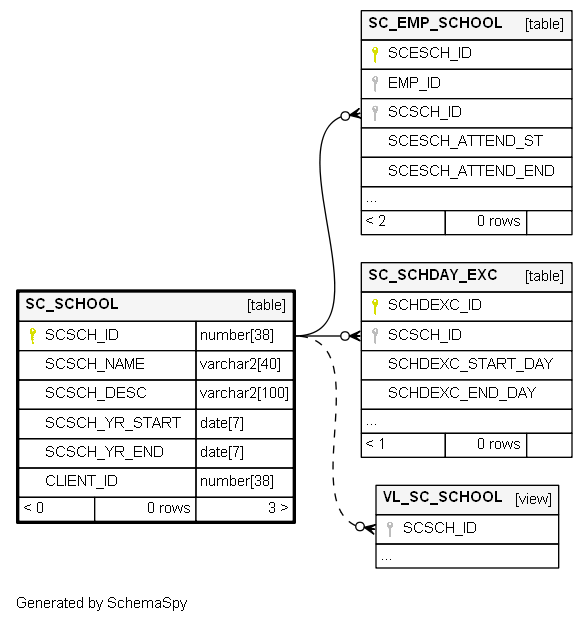 SC_EMP_SCHOOL [table]
SCESCH_ID
EMP_ID
SCSCH_ID
SCESCH_ATTEND_ST
SCESCH_ATTEND_END
...
< 2 0 rows
SC_SCHDAY_EXC [table]
SCHDEXC_ID
SCSCH_ID
SCHDEXC_START_DAY
SCHDEXC_END_DAY
...
< 1 0 rows
SC_SCHOOL [table]
SCSCH_ID number[38]
SCSCH_NAME varchar2[40]
SCSCH_DESC varchar2[100]
SCSCH_YR_START date[7]
SCSCH_YR_END date[7]
CLIENT_ID number[38]
< 0 0 rows 3 >
VL_SC_SCHOOL [view]
SCSCH_ID
...
Generated by SchemaSpy